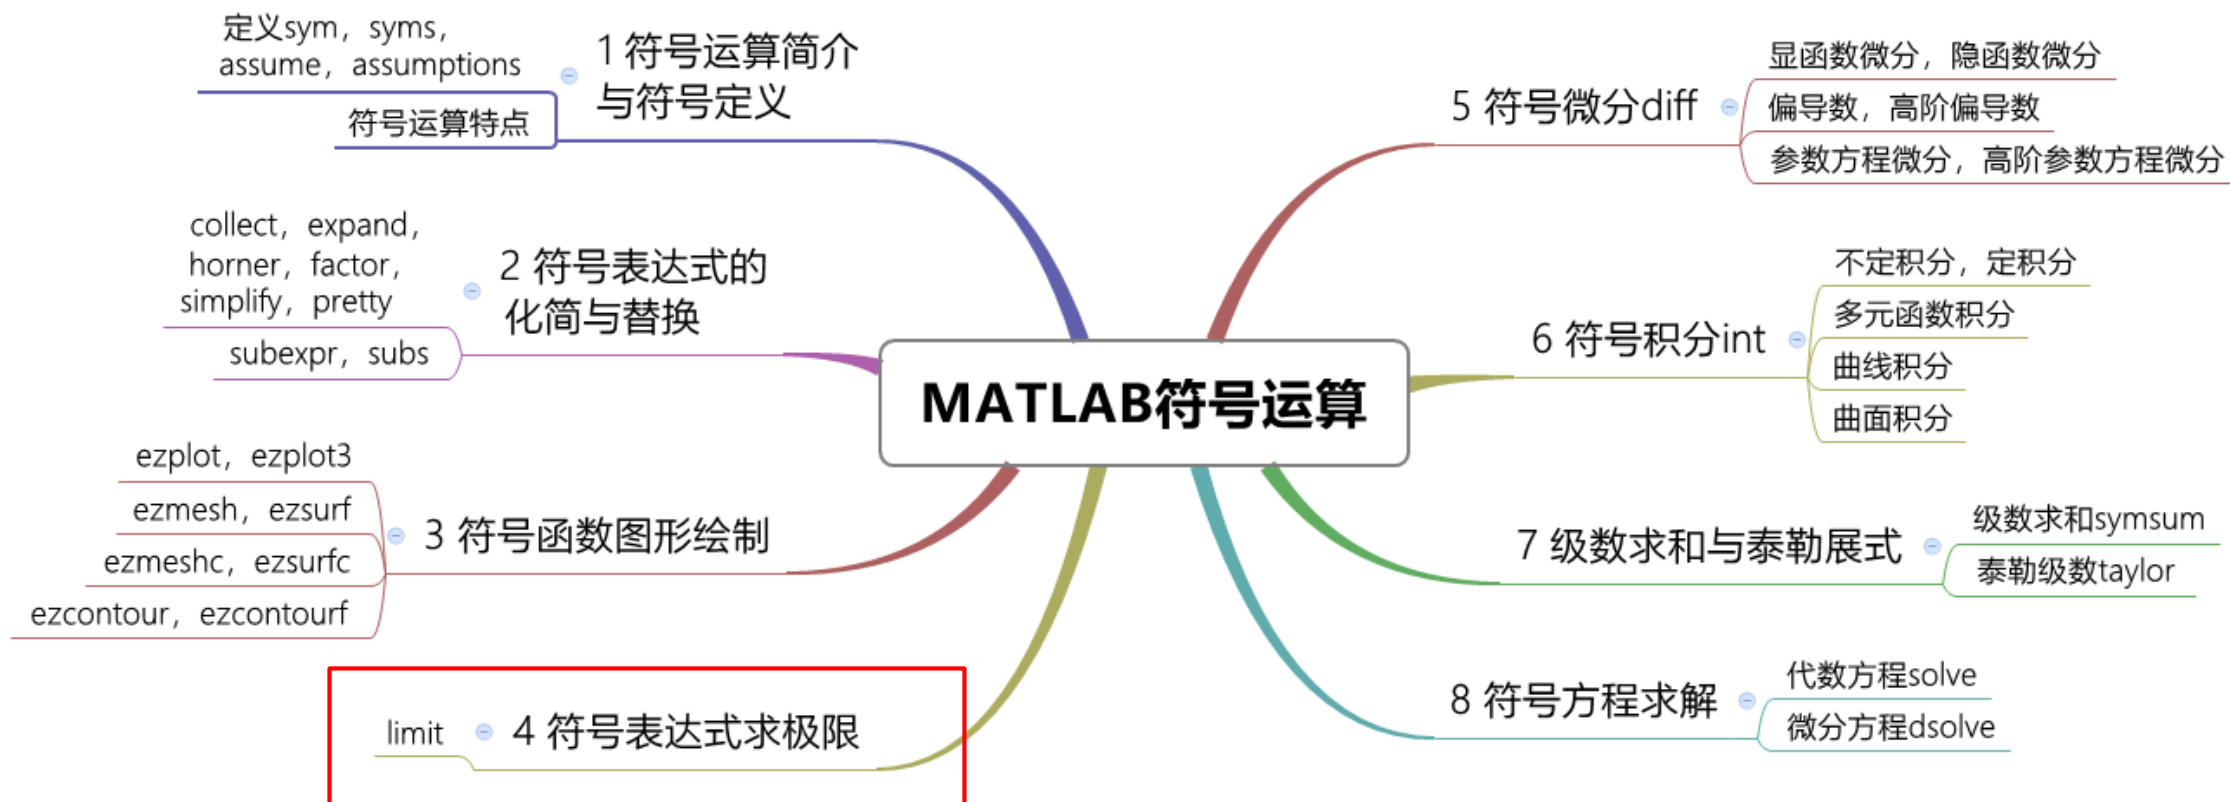 定义sym，syms，
assume，assumptions
符号运算特点
1 符号运算简介
与符号定义
collect，expand，
horner，factor，
simplify，pretty
subexpr，subs
2 符号表达式的
化简与替换
ezplot，ezplot3
ezmesh，ezsurf
ezmeshc，ezsurfc
ezcontour，ezcontourf
3 符号函数图形绘制
limit
4 符号表达式求极限
MATLAB符号运算
5 符号微分diff
显函数微分，隐函数微分
偏导数，高阶偏导数
参数方程微分，高阶参数方程微分
6 符号积分int
不定积分，定积分
多元函数积分
曲线积分
曲面积分
7 级数求和与泰勒展式
级数求和symsum
泰勒级数taylor
8 符号方程求解
代数方程solve
微分方程dsolve